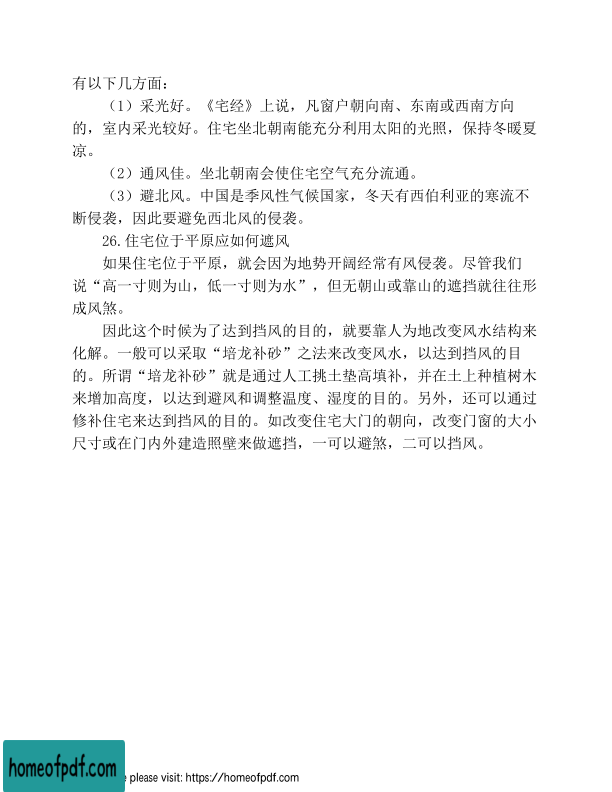 有以下几方面：
（1）采光好。《宅经》上说，凡窗户朝向南、东南或西南方向
的，室内采光较好。住宅坐北朝南能充分利用太阳的光照，保持冬暖夏
凉。
（2）通风佳。坐北朝南会使住宅空气充分流通。
（3）避北风。中国是季风性气候国家，冬天有西伯利亚的寒流不
断侵袭，因此要避免西北风的侵袭。
26.住宅位于平原应如何遮风
如果住宅位于平原，就会因为地势开阔经常有风侵袭。尽管我们
说“高一寸则为山，低一寸则为水”，但无朝山或靠山的遮挡就往往形
成风煞。
因此这个时候为了达到挡风的目的，就要靠人为地改变风水结构来
化解。一般可以采取“培龙补砂”之法来改变风水，以达到挡风的目
的。所谓“培龙补砂”就是通过人工挑土垫高填补，并在土上种植树木
来增加高度，以达到避风和调整温度、湿度的目的。另外，还可以通过
修补住宅来达到挡风的目的。如改变住宅大门的朝向，改变门窗的大小
尺寸或在门内外建造照壁来做遮挡，一可以避煞，二可以挡风。
homeofpdf.com
e please visit: https://homeofpdf.com